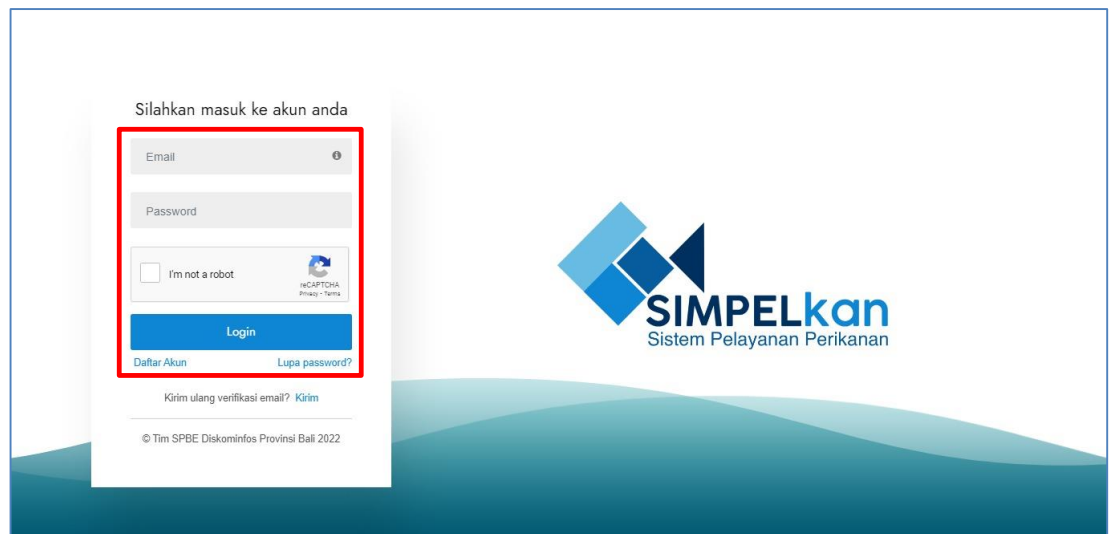 Silahkan masuk ke akun anda
Email
Password
I'm not a robot
reCAPTCHA
Privacy - Terms
Login
Daftar Akun Lupa password?
Kirim ulang verifikasi email? Kirim
© Tim SPBE Diskominfos Provinsi Bali 2022
SIMPELkan
Sistem Pelayanan Perikanan